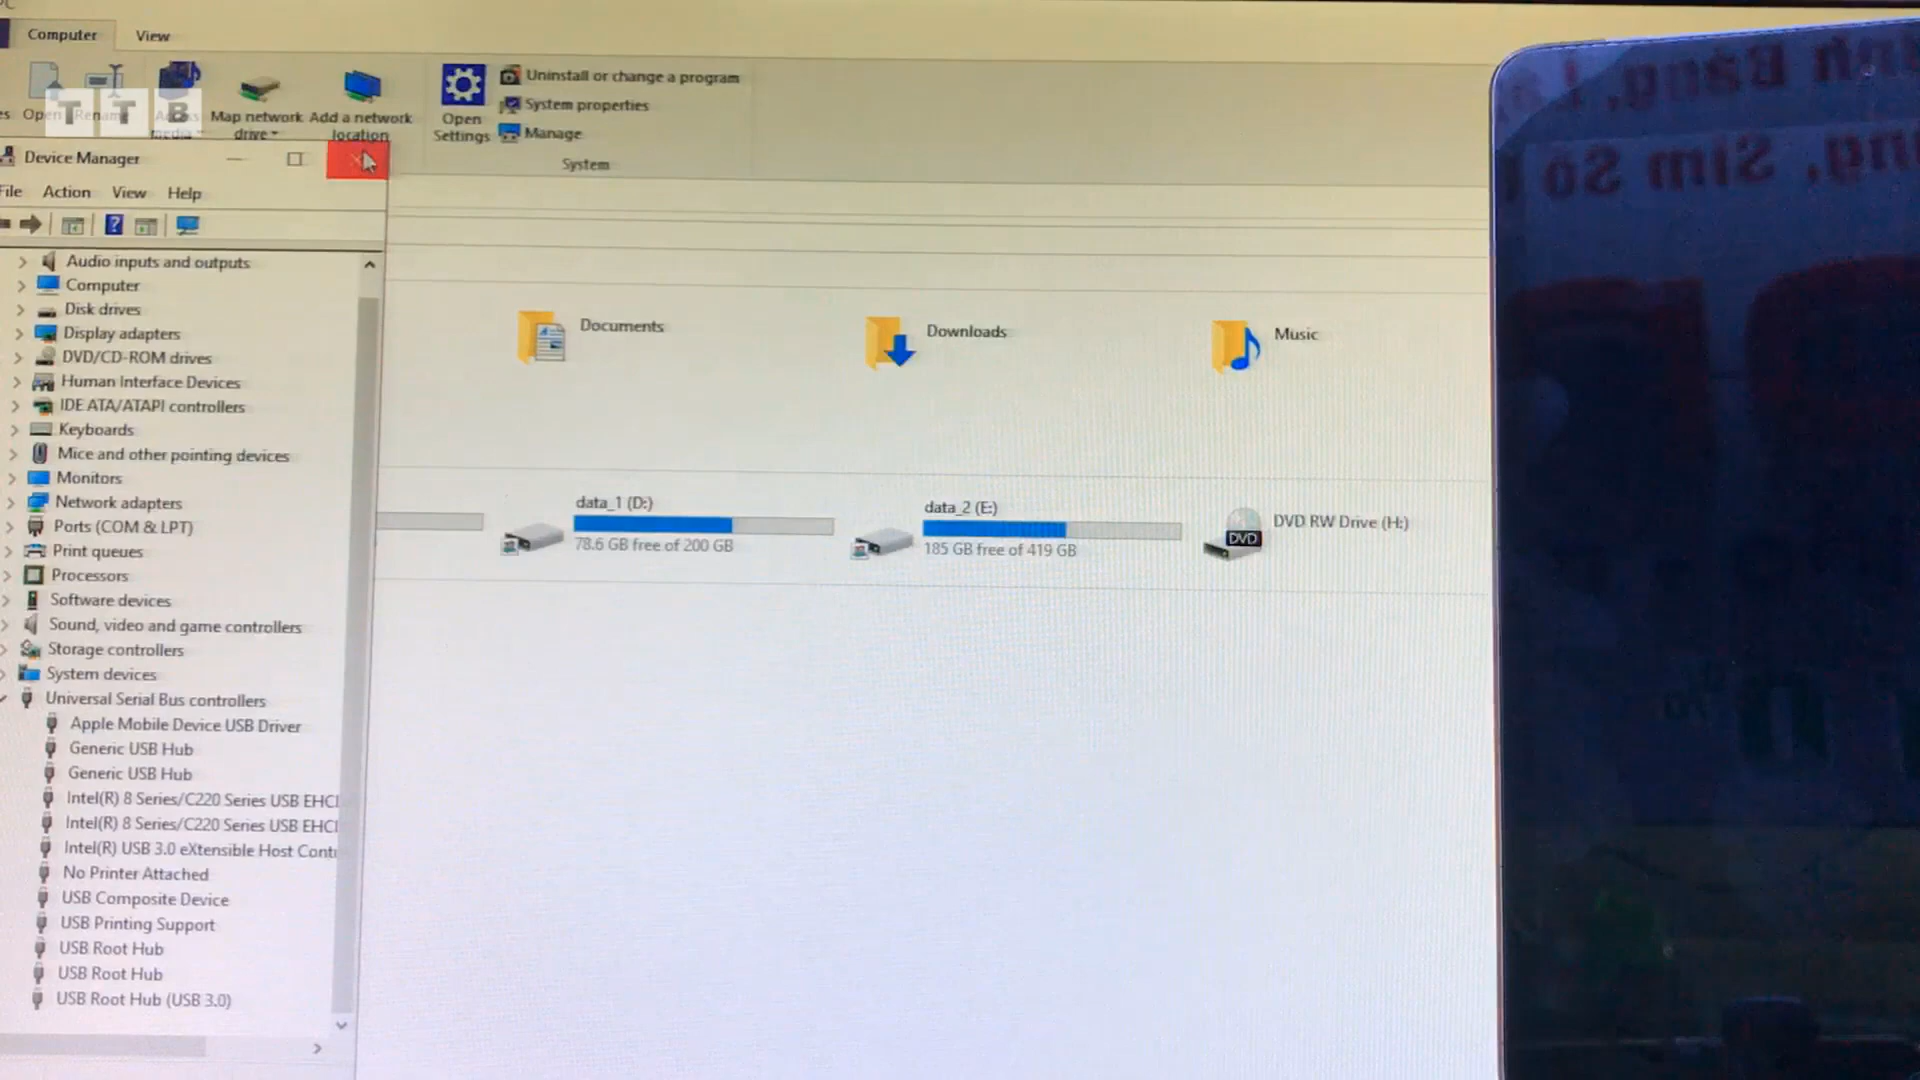 Computer
View
Uninstall or change a program
System properties
Manage
Open
Rename
Map network
drive
Add a network
location
Open
Settings
System
TTB
Device Manager
File
Action
View
Help
Audio inputs and outputs
Computer
Disk drives
Display adapters
DVD/CD-ROM drives
Human Interface Devices
IDE ATA/ATAPI controllers
Keyboards
Mice and other pointing devices
Monitors
Network adapters
Ports (COM & LPT)
Print queues
Processors
Software devices
Sound, video and game controllers
Storage controllers
System devices
Universal Serial Bus controllers
Apple Mobile Device USB Driver
Generic USB Hub
Generic USB Hub
Intel(R) 8 Series/C220 Series USB EHCI
Intel(R) 8 Series/C220 Series USB EHCI
Intel(R) USB 3.0 eXtensible Host Contr
No Printer Attached
USB Composite Device
USB Printing Support
USB Root Hub
USB Root Hub
USB Root Hub (USB 3.0)
Documents
Downloads
Music
data_1 (D:)
78.6 GB free of 200 GB
data_2 (E:)
185 GB free of 419 GB
DVD RW Drive (H:)
DVD